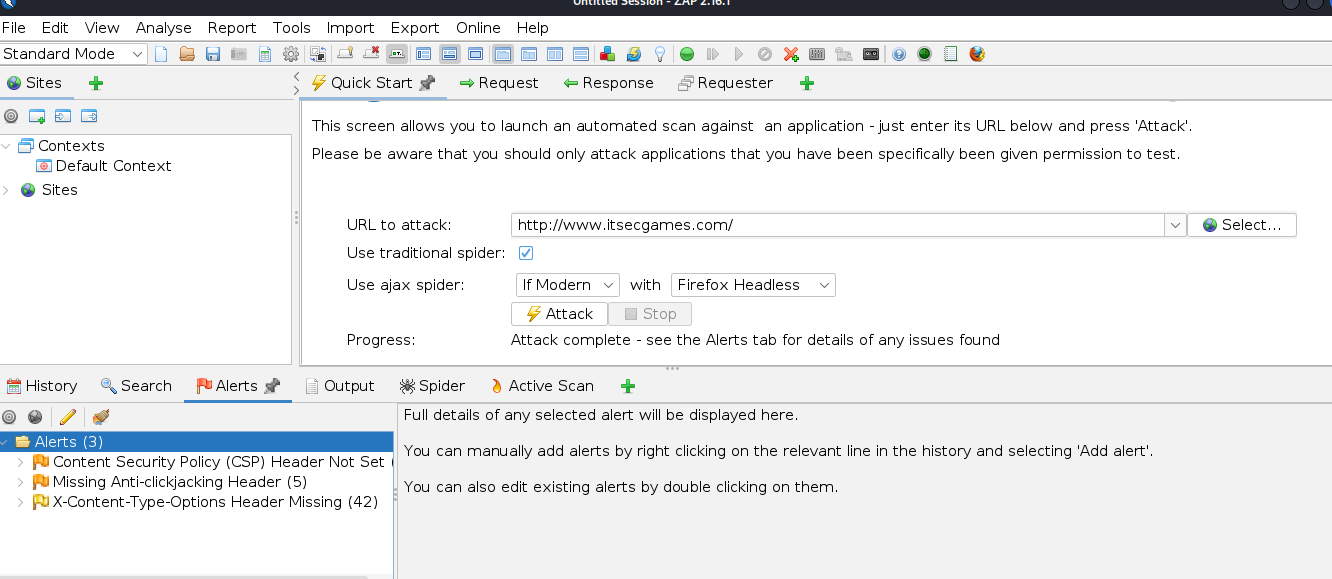 Untitled Session - ZAP 2.16.1
File Edit View Analyse Report Tools Import Export Online Help
Standard Mode
Sites
Quick Start Request Response Requester
This screen allows you to launch an automated scan against an application - just enter its URL below and press 'Attack'.
Please be aware that you should only attack applications that you have been specifically been given permission to test.
Contexts
Default Context
Sites
URL to attack: http://www.itsecgames.com/ Select...
Use traditional spider:
Use ajax spider: If Modern with Firefox Headless
Attack Stop
Progress: Attack complete - see the Alerts tab for details of any issues found
History Search Alerts Output Spider Active Scan
Alerts (3)
Content Security Policy (CSP) Header Not Set (
Missing Anti-clickjacking Header (5)
X-Content-Type-Options Header Missing (42)
Full details of any selected alert will be displayed here.
You can manually add alerts by right clicking on the relevant line in the history and selecting 'Add alert'.
You can also edit existing alerts by double clicking on them.